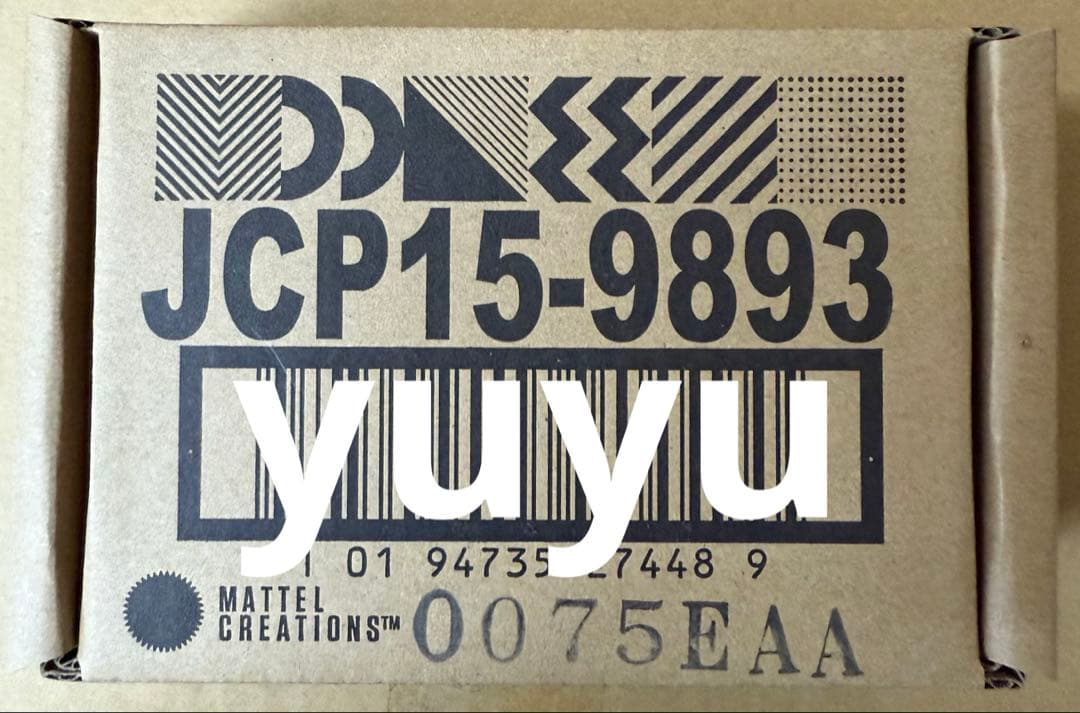 JCP15-9893
yuyu
1 01 94735 27448 9
MATTEL
CREATIONS™
0075EAA